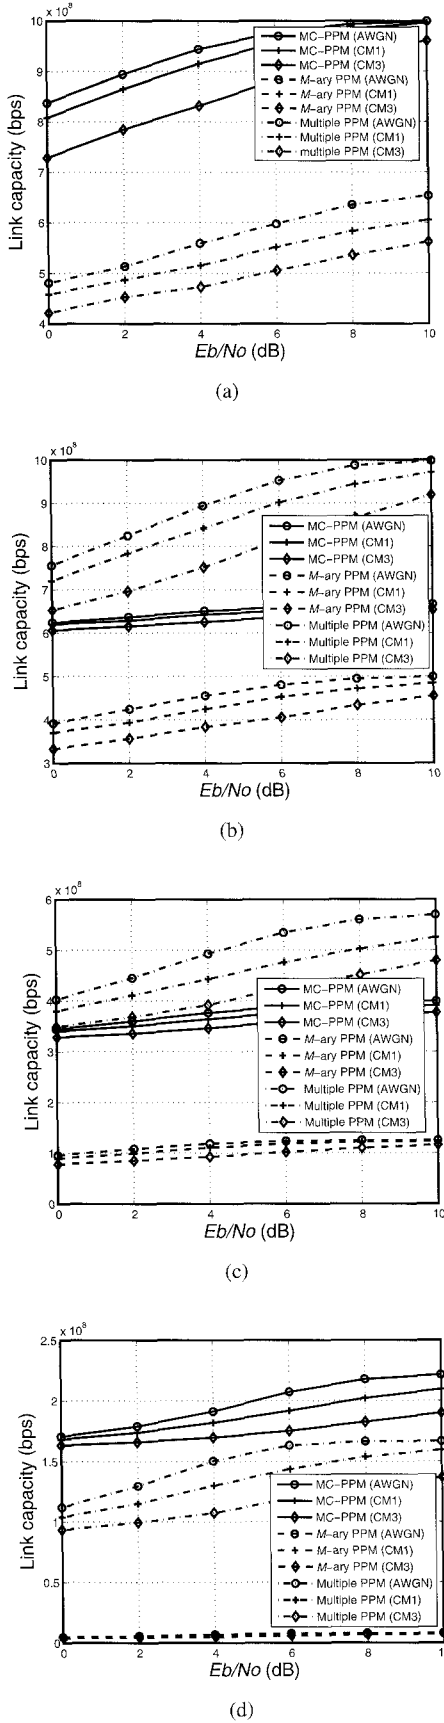 x 10⁸
10
9
8
7
6
5
4
Link capacity (bps)
MC–PPM (AWGN)
MC–PPM (CM1)
MC–PPM (CM3)
M–ary PPM (AWGN)
M–ary PPM (CM1)
M–ary PPM (CM3)
Multiple PPM (AWGN)
Multiple PPM (CM1)
multiple PPM (CM3)
0 2 4 6 8 10
Eb/No (dB)
(a)
x 10⁸
10
9
8
7
6
5
4
3
Link capacity (bps)
MC–PPM (AWGN)
MC–PPM (CM1)
MC–PPM (CM3)
M–ary PPM (AWGN)
M–ary PPM (CM1)
M–ary PPM (CM3)
Multiple PPM (AWGN)
Multiple PPM (CM1)
Multiple PPM (CM3)
0 2 4 6 8 10
Eb/No (dB)
(b)
x 10⁸
6
5
4
3
2
1
0
Link capacity (bps)
MC–PPM (AWGN)
MC–PPM (CM1)
MC–PPM (CM3)
M–ary PPM (AWGN)
M–ary PPM (CM1)
M–ary PPM (CM3)
Multiple PPM (AWGN)
Multiple PPM (CM1)
Multiple PPM (CM3)
0 2 4 6 8 10
Eb/No (dB)
(c)
x 10⁸
2.5
2
1.5
1
0.5
0
Link capacity (bps)
MC–PPM (AWGN)
MC–PPM (CM1)
MC–PPM (CM3)
M–ary PPM (AWGN)
M–ary PPM (CM1)
M–ary PPM (CM3)
Multiple PPM (AWGN)
Multiple PPM (CM1)
Multiple PPM (CM3)
0 2 4 6 8 1
Eb/No (dB)
(d)